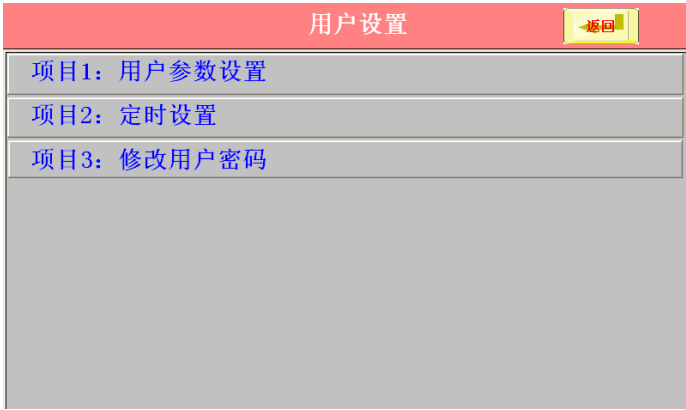 用户设置
返回
项目1：用户参数设置
项目2：定时设置
项目3：修改用户密码